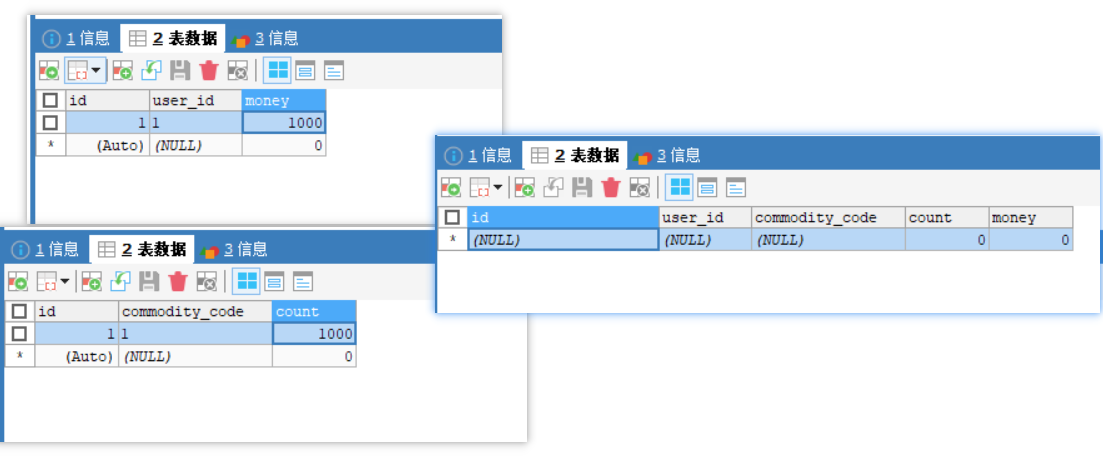 1 信息 2 表数据 3 信息
id user_id money
1 1 1000
* (Auto) (NULL) 0
1 信息 2 表数据 3 信息
id user_id commodity_code count money
* (NULL) (NULL) (NULL) 0 0
1 信息 2 表数据 3 信息
id commodity_code count
1 1 1000
* (Auto) (NULL) 0